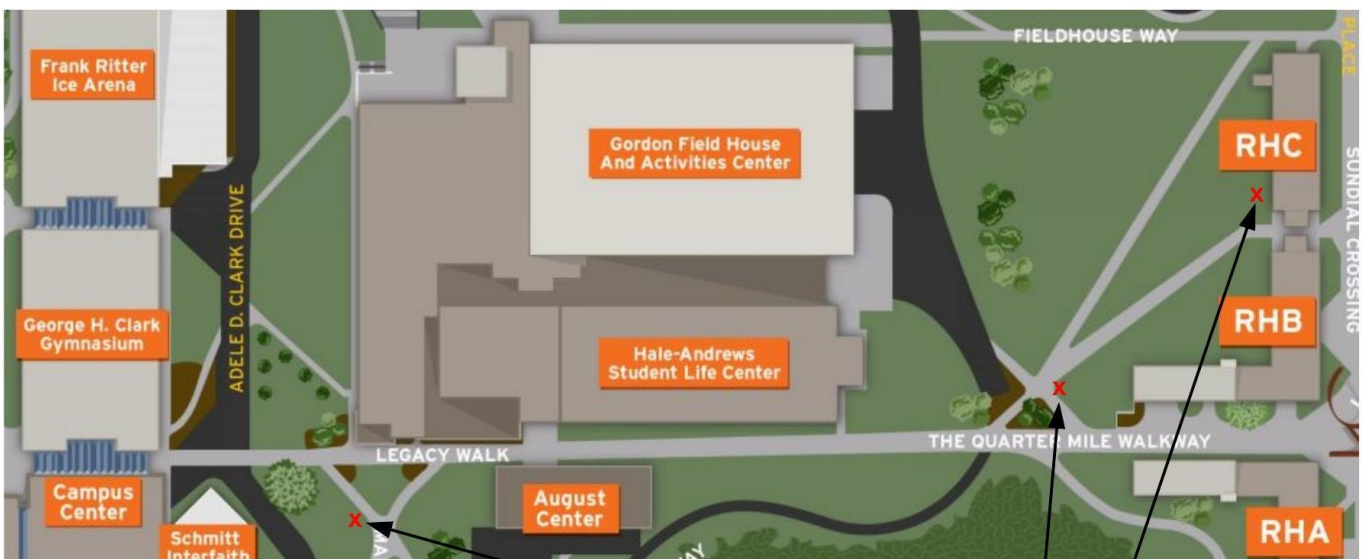 FIELDHOUSE WAY
PLACE
Frank Ritter
Ice Arena
Gordon Field House
And Activities Center
RHC
X
SUNDIAL CROSSING
ADELE D. CLARK DRIVE
George H. Clark
Gymnasium
RHB
Hale-Andrews
Student Life Center
X
THE QUARTER MILE WALKWAY
LEGACY WALK
Campus
Center
August
Center
X
RHA
Schmitt
Interfaith